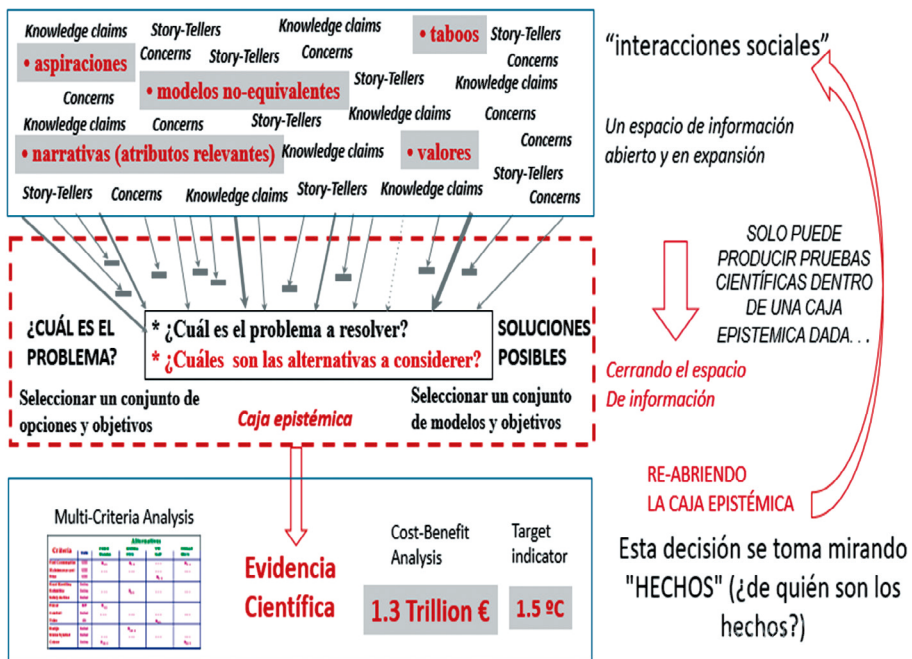 Knowledge claims Story-Tellers Knowledge claims • taboos Story-Tellers
• aspiraciones Concerns Story-Tellers Concerns Concerns
Concerns • modelos no-equivalentes Story-Tellers Knowledge claims
Knowledge claims Concerns Story-Tellers Knowledge claims Concerns
• narrativas (atributos relevantes) Knowledge claims • valores Concerns
Story-Tellers Concerns Knowledge claims Story-Tellers Knowledge claims Story-Tellers
Concerns
“interacciones sociales”
Un espacio de información
abierto y en expansión
SOLO PUEDE
PRODUCIR PRUEBAS
CIENTÍFICAS DENTRO
DE UNA CAJA
EPISTEMICA DADA. . .
¿CUÁL ES EL
PROBLEMA?
* ¿Cuál es el problema a resolver?
* ¿Cuáles son las alternativas a considerer?
SOLUCIONES
POSIBLES
Seleccionar un conjunto de
opciones y objetivos
Caja epistémica
Seleccionar un conjunto
de modelos y objetivos
Cerrando el espacio
De información
RE-ABRIENDO
LA CAJA EPISTÉMICA
Multi-Criteria Analysis
Criteria
Alternatives
Evidencia
Científica
Cost-Benefit
Analysis
1.3 Trillion €
Target
indicator
1.5 ºC
Esta decisión se toma mirando
"HECHOS" (¿de quién son los
hechos?)